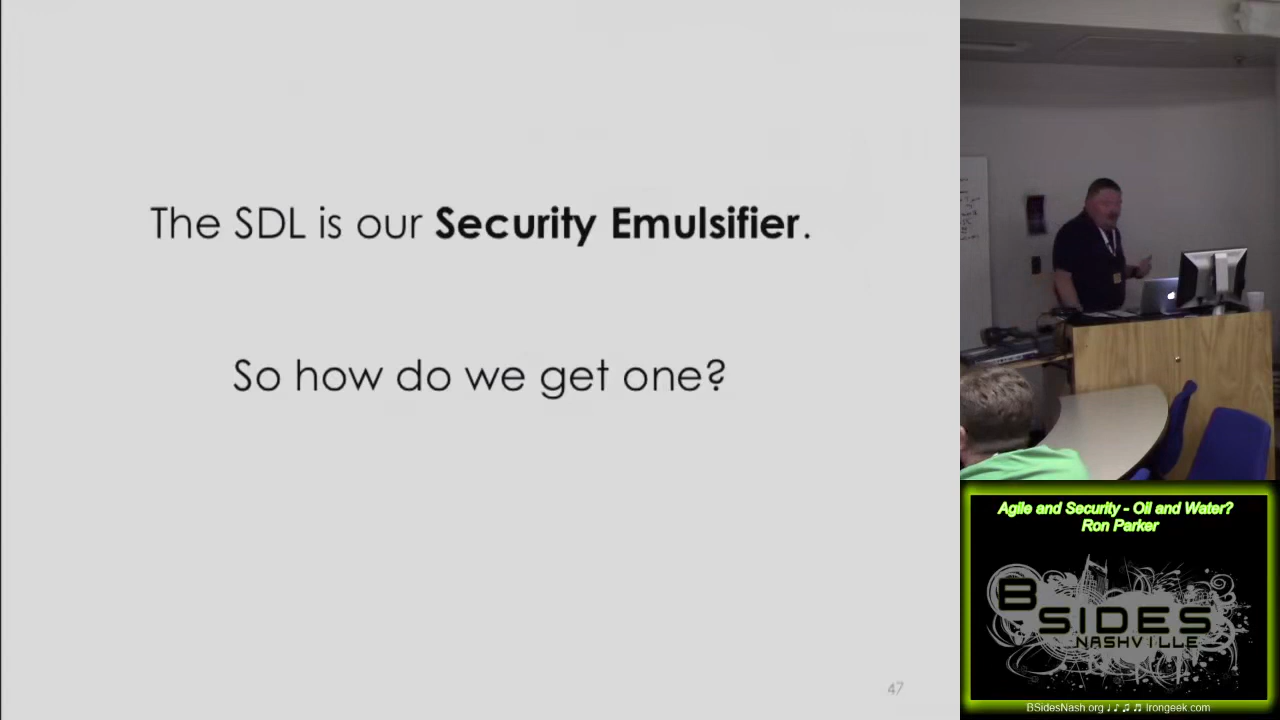 The SDL is our Security Emulsifier.
So how do we get one?
47
Agile and Security - Oil and Water?
Ron Parker
BSIDES
NASHVILLE
BSidesNash.org ♩ ♪ ♫ ♬ Irongeek.com